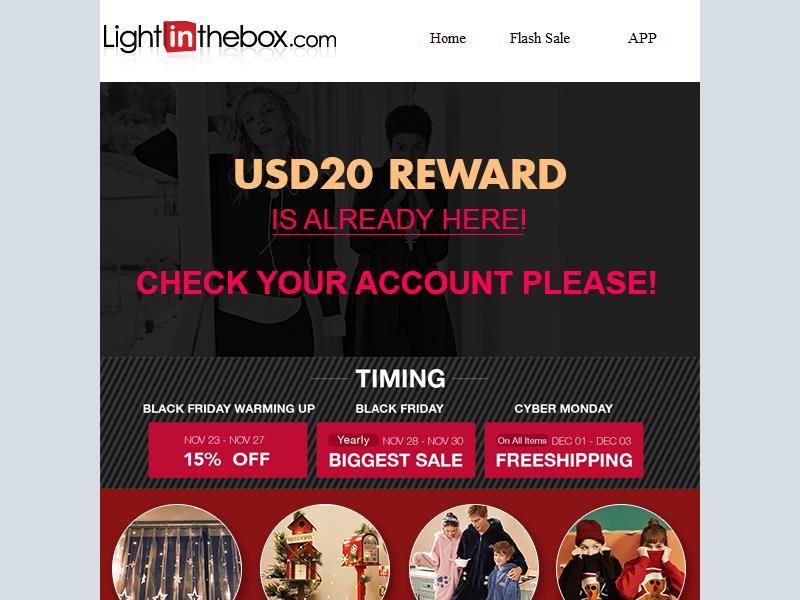 Lightinthebox.com
Home Flash Sale APP
USD20 REWARD
IS ALREADY HERE!
CHECK YOUR ACCOUNT PLEASE!
TIMING
BLACK FRIDAY WARMING UP BLACK FRIDAY CYBER MONDAY
NOV 23 - NOV 27 Yearly NOV 28 - NOV 30 On All Items DEC 01 - DEC 03
15% OFF BIGGEST SALE FREESHIPPING